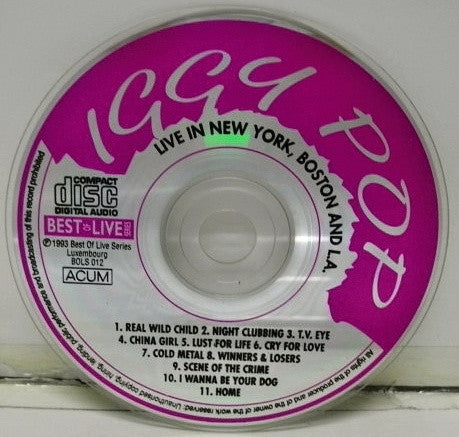 IGGY POP
LIVE IN NEW YORK, BOSTON AND L.A.
COMPACT
disc
DIGITAL AUDIO
BEST LIVE SERIES
℗ 1993 Best Of Live Series
Luxembourg
BOLS 012
ACUM
1. REAL WILD CHILD 2. NIGHT CLUBBING 3. T.V. EYE
4. CHINA GIRL 5. LUST FOR LIFE 6. CRY FOR LOVE
7. COLD METAL 8. WINNERS & LOSERS
9. SCENE OF THE CRIME
10. I WANNA BE YOUR DOG
11. HOME
All rights of the producer and of the owner of the work reserved. Unauthorised copying, hiring, lending, public performance and broadcasting of this record prohibited